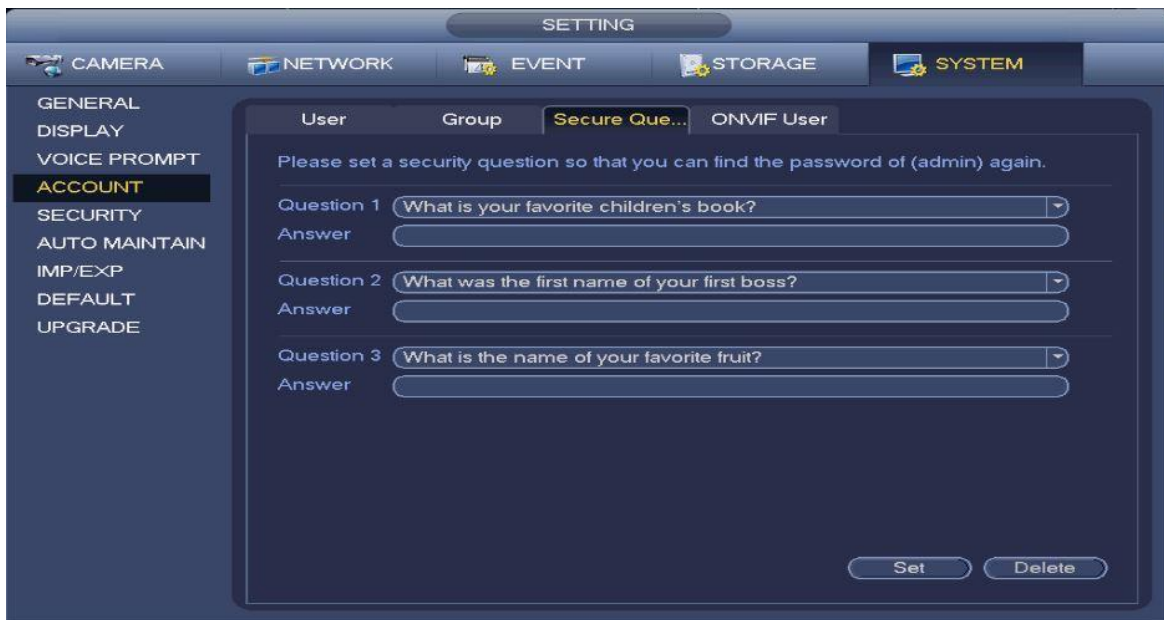 SETTING
CAMERA NETWORK EVENT STORAGE SYSTEM
GENERAL
DISPLAY
VOICE PROMPT
ACCOUNT
SECURITY
AUTO MAINTAIN
IMP/EXP
DEFAULT
UPGRADE
User Group Secure Que... ONVIF User
Please set a security question so that you can find the password of (admin) again.
Question 1 What is your favorite children's book?
Answer
Question 2 What was the first name of your first boss?
Answer
Question 3 What is the name of your favorite fruit?
Answer
Set Delete